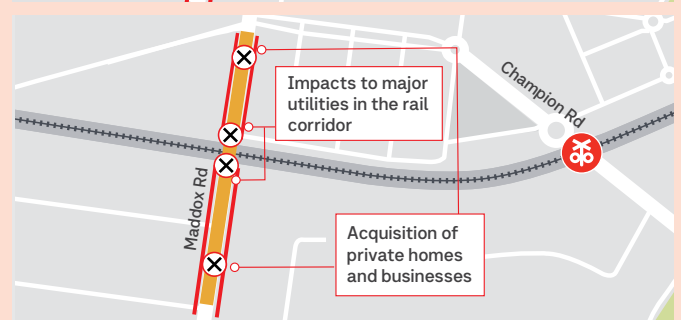 Impacts to major
utilities in the rail
corridor
Champion Rd
Maddox Rd
Acquisition of
private homes
and businesses